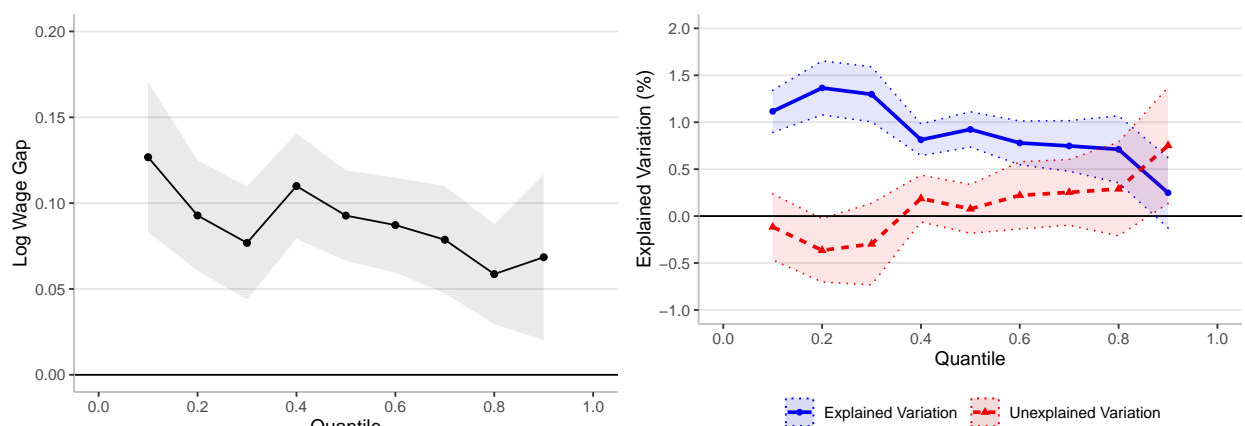 0.20
0.15
0.10
0.05
0.00
Log Wage Gap
0.0 0.2 0.4 0.6 0.8 1.0
Quantile
2.0
1.5
1.0
0.5
0.0
−0.5
−1.0
Explained Variation (%)
0.0 0.2 0.4 0.6 0.8 1.0
Quantile
Explained Variation Unexplained Variation